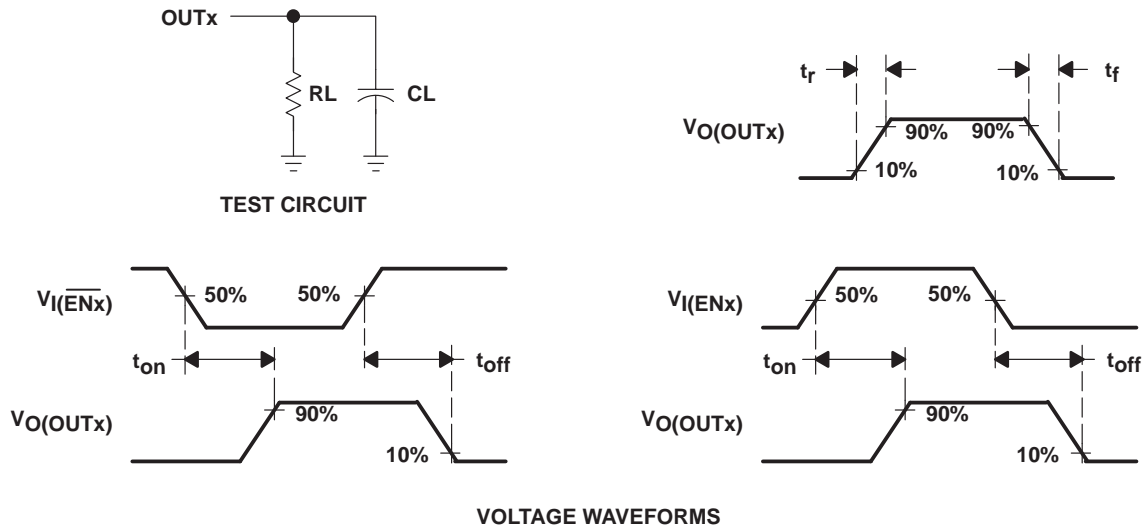 OUTx
RL
CL
TEST CIRCUIT
tr
tf
VO(OUTx)
90%
90%
10%
10%
VI(E̅N̅x̅)
50%
50%
ton
toff
VO(OUTx)
90%
10%
VI(ENx)
50%
50%
ton
toff
VO(OUTx)
90%
10%
VOLTAGE WAVEFORMS